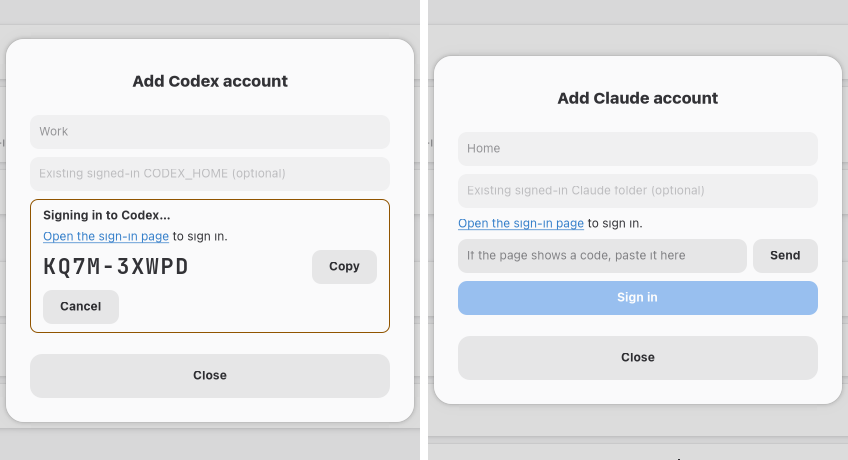 Add Codex account
Work
Existing signed-in CODEX_HOME (optional)
Signing in to Codex...
Open the sign-in page to sign in.
KQ7M-3XWPD
Copy
Cancel
Close
Add Claude account
Home
Existing signed-in Claude folder (optional)
Open the sign-in page to sign in.
If the page shows a code, paste it here
Send
Sign in
Close